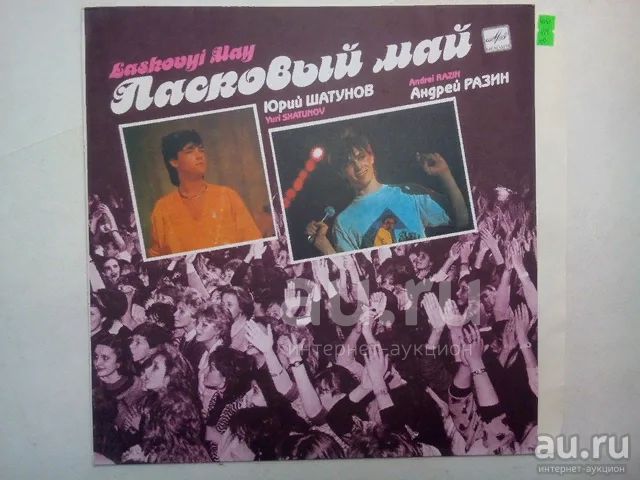 Laskovyi May
Ласковый май
Юрий ШАТУНОВ
Yuri SHATUNOV
Andrei RAZIN
Андрей РАЗИН
au.ru
интернет-аукцион
au.ru
интернет-аукцион